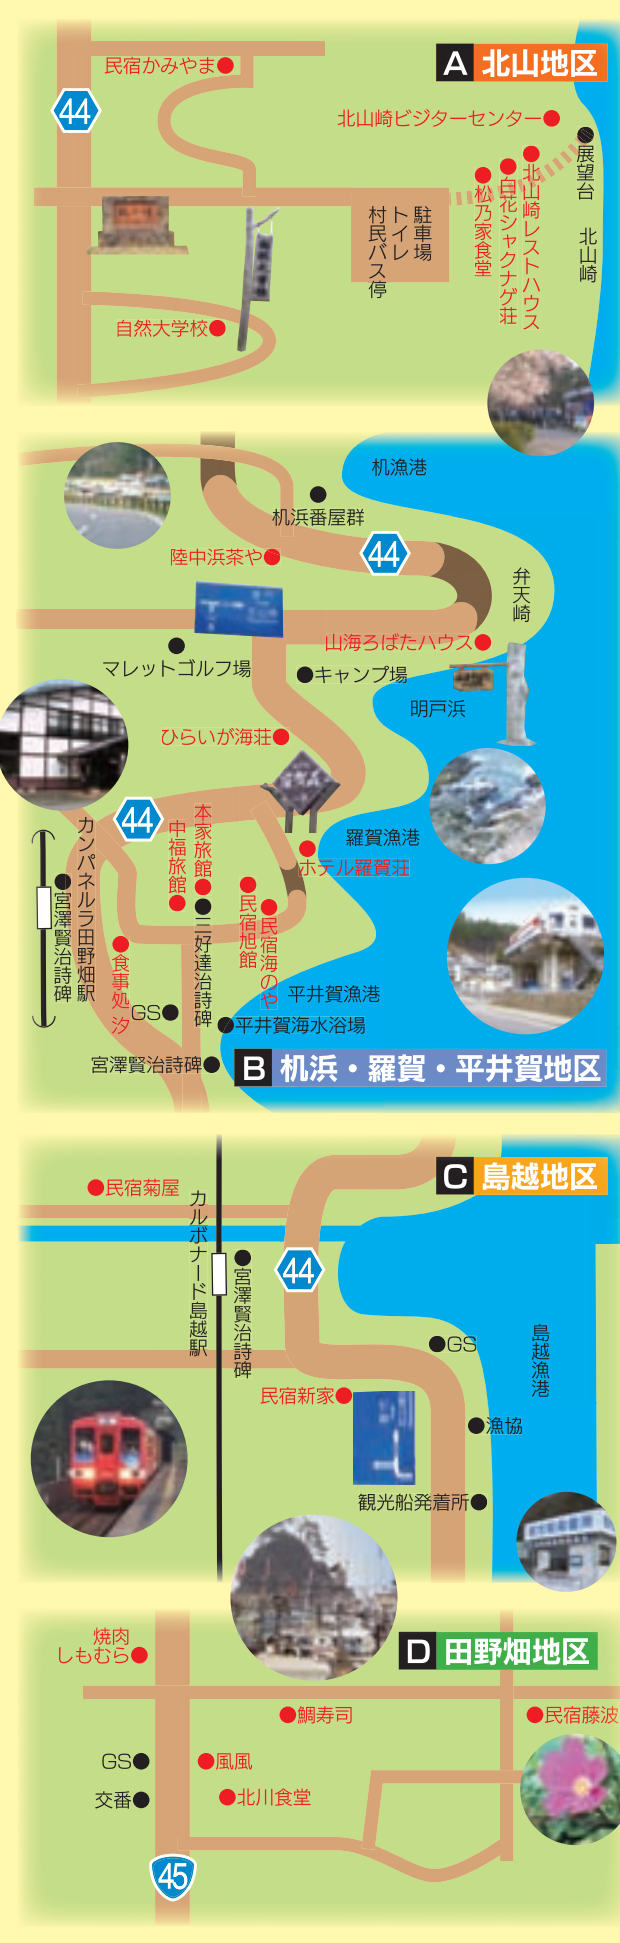 A 北山地区
民宿かみやま
44
北山崎ビジターセンター
展望台
北山崎
北山崎レストハウス
白花シャクナゲ荘
松乃家食堂
駐車場
トイレ
村民バス停
自然大学校
机漁港
机浜番屋群
陸中浜茶や
44
弁天崎
山海ろばたハウス
マレットゴルフ場
キャンプ場
明戸浜
ひらいが海荘
44
羅賀漁港
ホテル羅賀荘
本家旅館
中福旅館
カンパネルラ田野畑駅
宮澤賢治詩碑
民宿旭館
民宿海のや
三好達治詩碑
食事処 汐
GS
平井賀漁港
平井賀海水浴場
宮澤賢治詩碑
B 机浜・羅賀・平井賀地区
C 島越地区
民宿菊屋
カルボナード島越駅
宮澤賢治詩碑
44
GS
島越漁港
民宿新家
漁協
観光船発着所
D 田野畑地区
焼肉
しもむら
鯛寿司
民宿藤波
GS
風風
交番
北川食堂
45